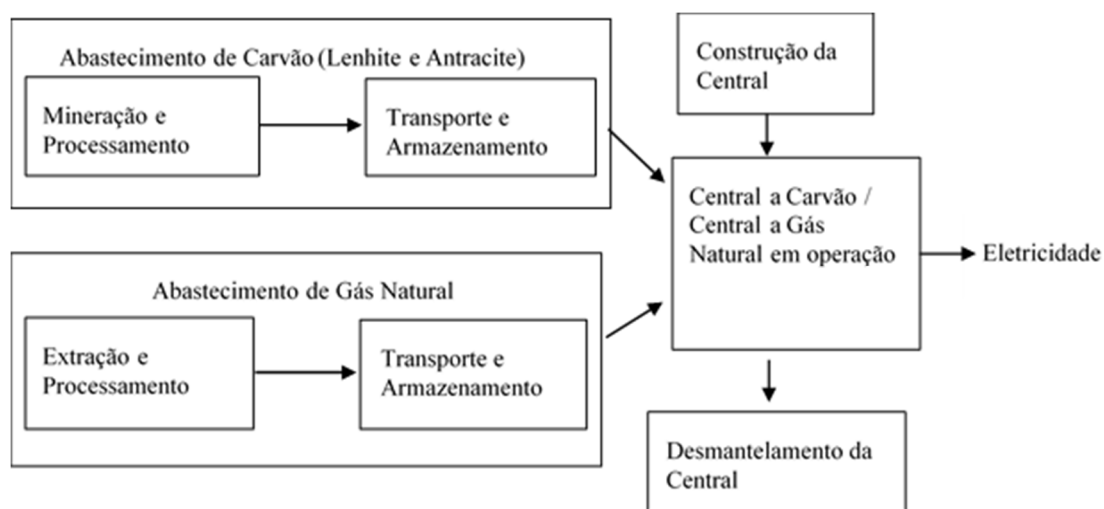 Abastecimento de Carvão (Lenhite e Antracite)
Mineração e
Processamento
Transporte e
Armazenamento
Abastecimento de Gás Natural
Extração e
Processamento
Transporte e
Armazenamento
Construção da
Central
Central a Carvão /
Central a Gás
Natural em operação
Eletricidade
Desmantelamento da
Central